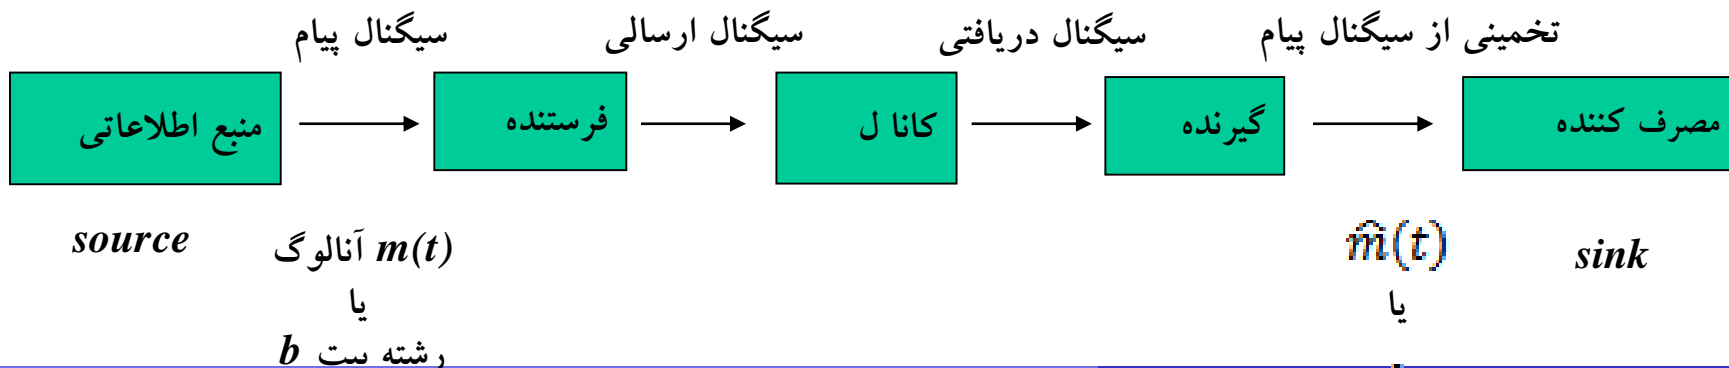 سیگنال پیام
سیگنال ارسالی
سیگنال دریافتی
تخمینی از سیگنال پیام
منبع اطلاعاتی
فرستنده
کانا ل
گیرنده
مصرف کننده
source
m(t) آنالوگ
یا
رشته بیت b
m̂(t)
یا
sink